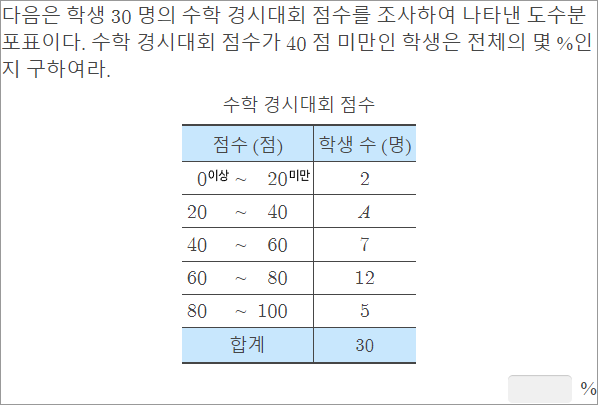 다음은 학생 30 명의 수학 경시대회 점수를 조사하여 나타낸 도수분
포표이다. 수학 경시대회 점수가 40 점 미만인 학생은 전체의 몇 %인
지 구하여라.
수학 경시대회 점수
점수 (점) 학생 수 (명)
0이상 ~ 20미만 2
20 ~ 40 A
40 ~ 60 7
60 ~ 80 12
80 ~ 100 5
합계 30
%